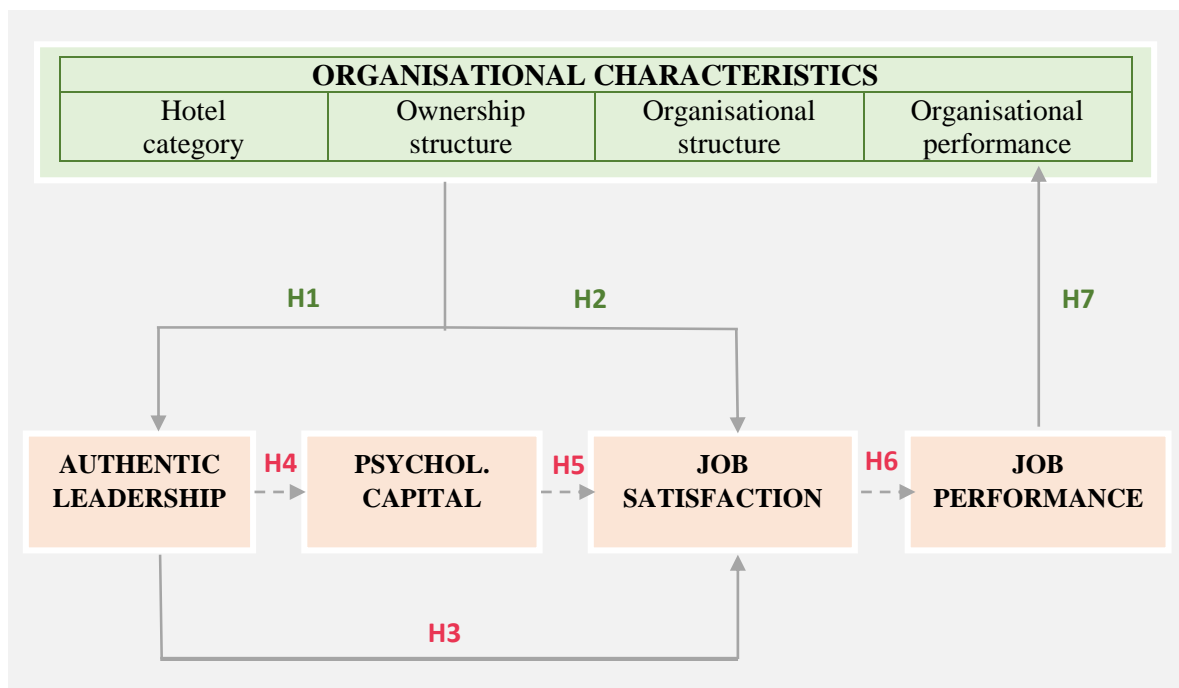 ORGANISATIONAL CHARACTERISTICS
Hotel category
Ownership structure
Organisational structure
Organisational performance
H1
H2
H7
AUTHENTIC
LEADERSHIP
H4
PSYCHOL.
CAPITAL
H5
JOB
SATISFACTION
H6
JOB
PERFORMANCE
H3